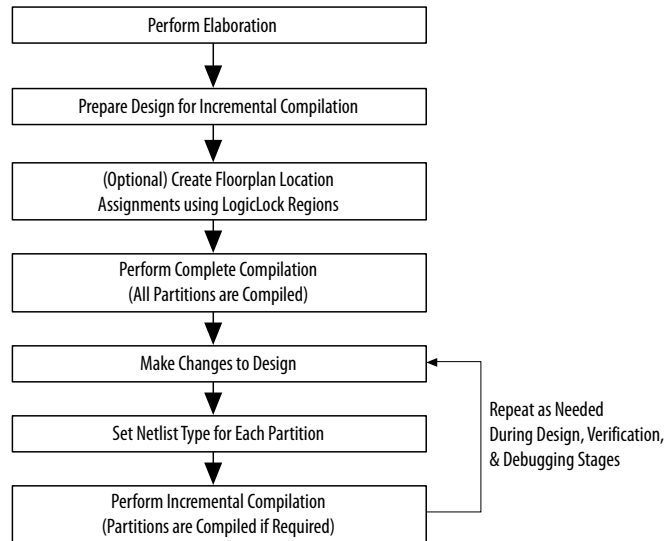 Perform Elaboration
Prepare Design for Incremental Compilation
(Optional) Create Floorplan Location
Assignments using LogicLock Regions
Perform Complete Compilation
(All Partitions are Compiled)
Make Changes to Design
Set Netlist Type for Each Partition
Perform Incremental Compilation
(Partitions are Compiled if Required)
Repeat as Needed
During Design, Verification,
& Debugging Stages